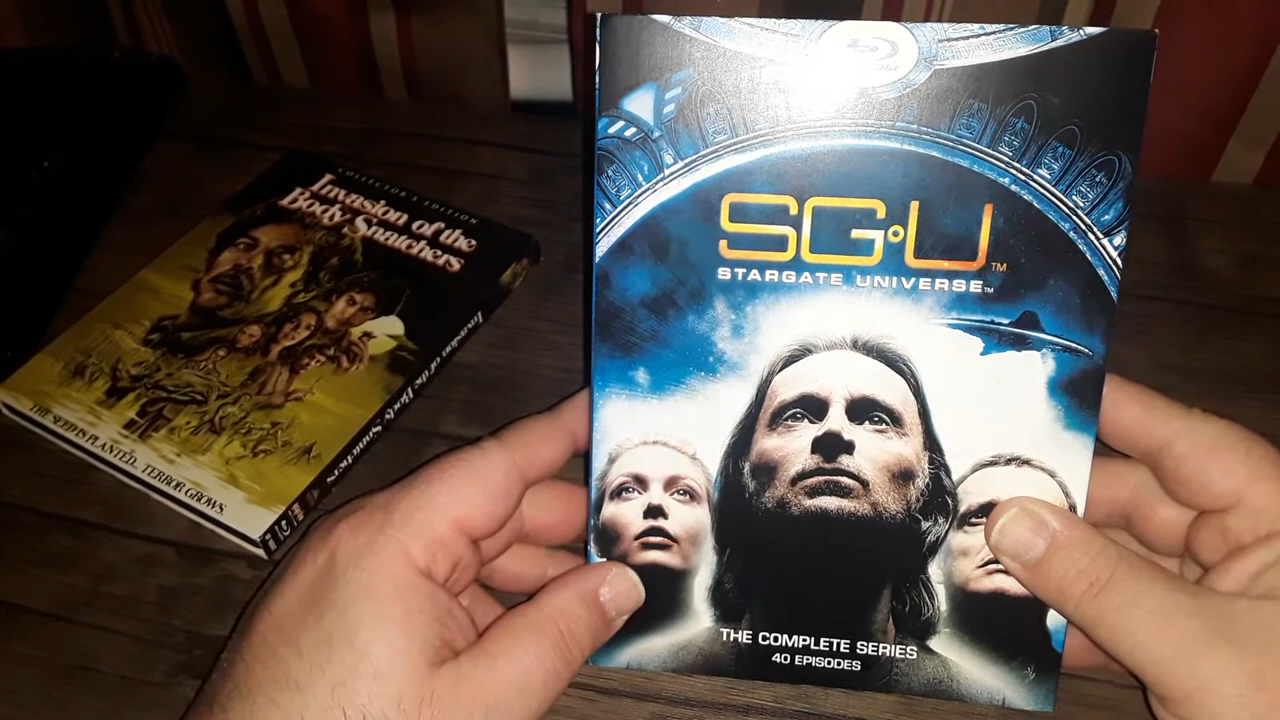 COLLECTOR'S EDITION
Invasion of the
Body Snatchers
THE SEED IS PLANTED. TERROR GROWS.
Invasion of the Body Snatchers
SG·U™
STARGATE UNIVERSE™
THE COMPLETE SERIES
40 EPISODES